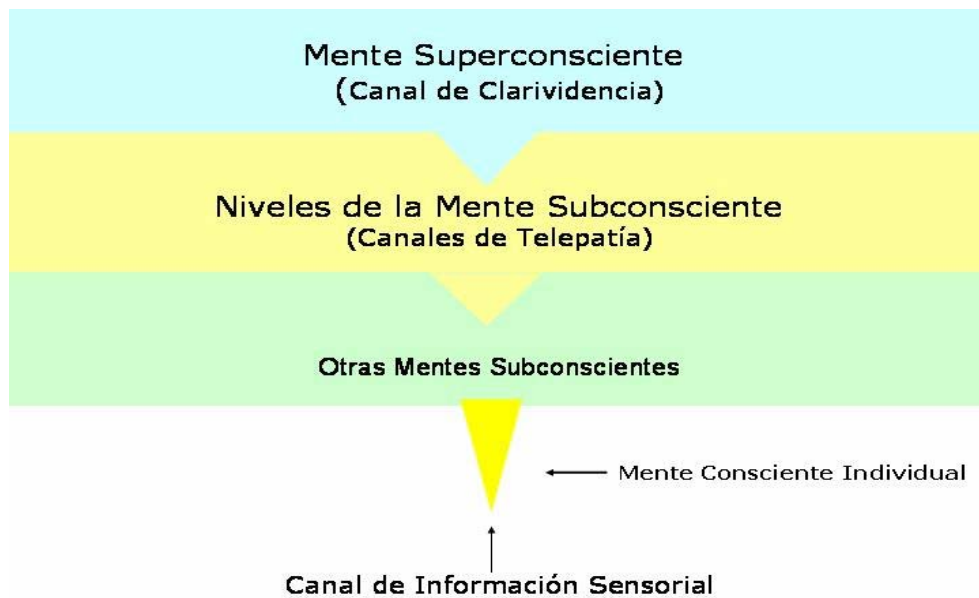 Mente Superconsciente
(Canal de Clarividencia)
Niveles de la Mente Subconsciente
(Canales de Telepatía)
Otras Mentes Subconscientes
Mente Consciente Individual
Canal de Información Sensorial